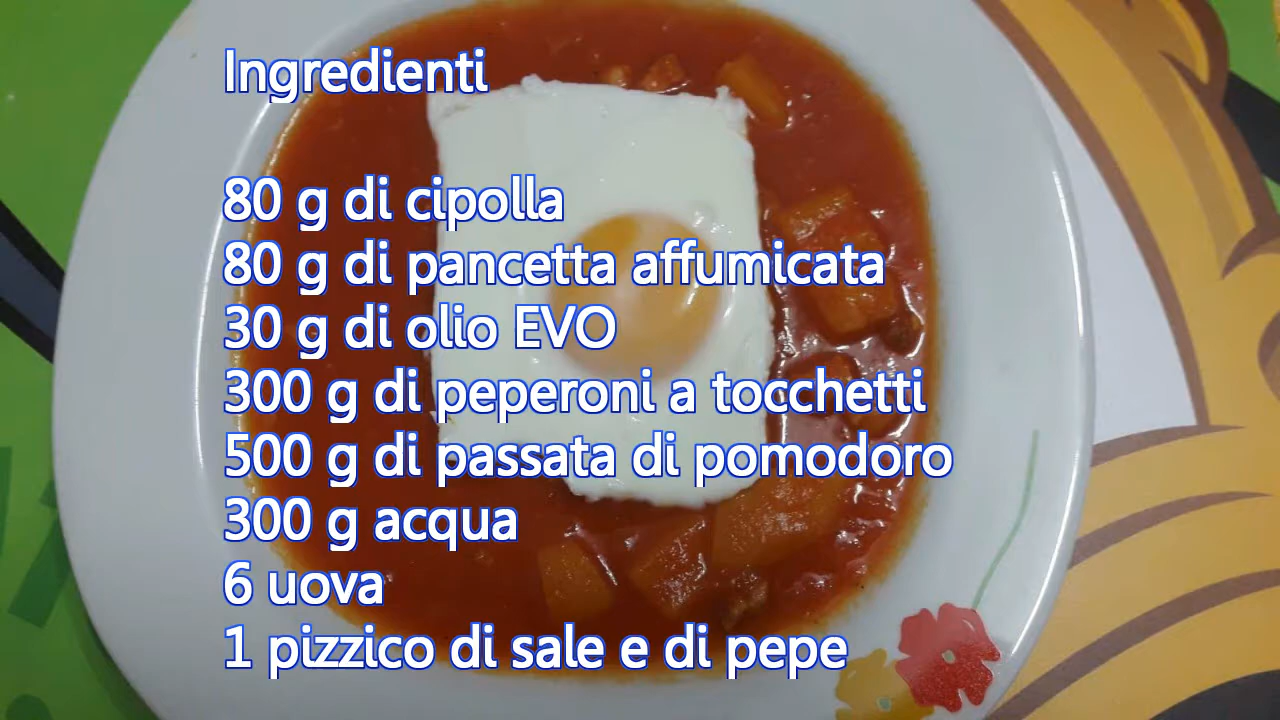 Ingredienti
80 g di cipolla
80 g di pancetta affumicata
30 g di olio EVO
300 g di peperoni a tocchetti
500 g di passata di pomodoro
300 g acqua
6 uova
1 pizzico di sale e di pepe